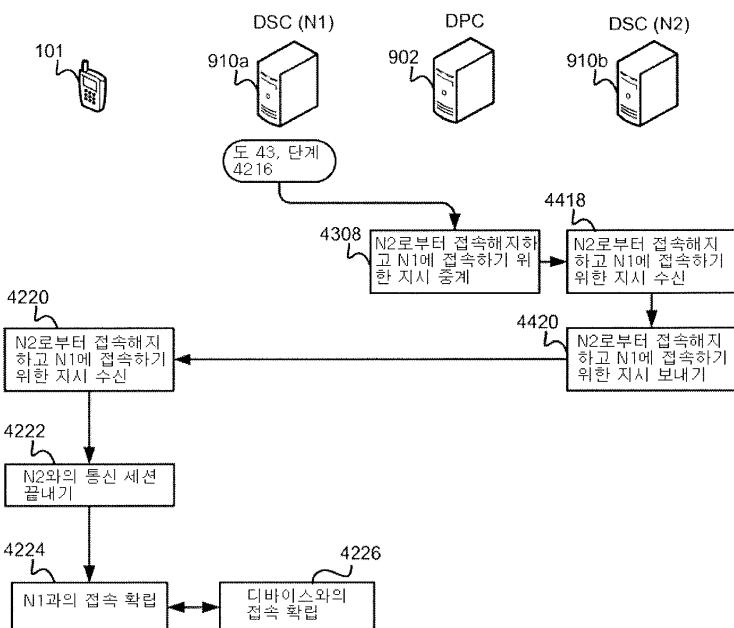 DSC (N1)
DPC
DSC (N2)
101
910a
902
910b
도 43, 단계
4216
4418
4308
N2로부터 접속해지하
고 N1에 접속하기 위
한 지시 중계
N2로부터 접속해지
하고 N1에 접속하기
위한 지시 수신
4220
4420
N2로부터 접속해지
하고 N1에 접속하기
위한 지시 수신
N2로부터 접속해지
하고 N1에 접속하기
위한 지시 보내기
4222
N2와의 통신 세션
끝내기
4224
4226
N1과의 접속 확립
디바이스와의
접속 확립